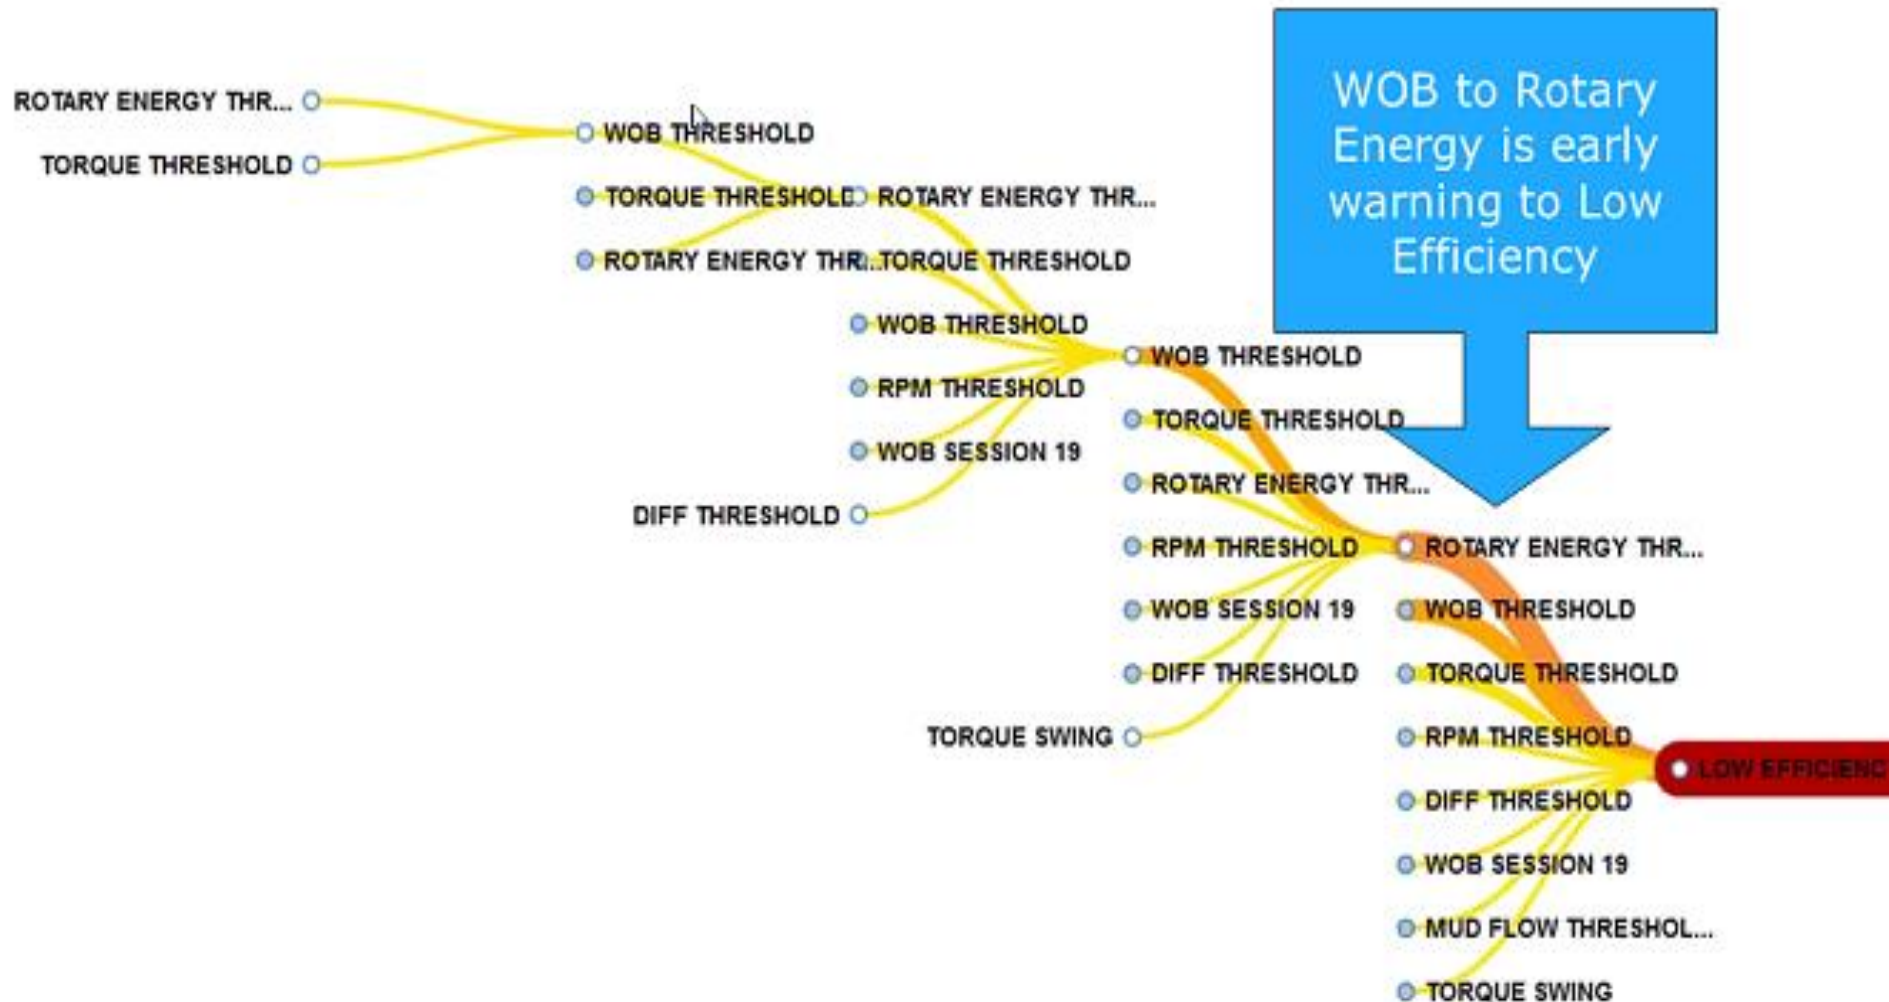 WOB to Rotary
Energy is early
warning to Low
Efficiency
ROTARY ENERGY THR...
TORQUE THRESHOLD
WOB THRESHOLD
TORQUE THRESHOLD
ROTARY ENERGY THR...
ROTARY ENERGY THR...
TORQUE THRESHOLD
WOB THRESHOLD
RPM THRESHOLD
WOB SESSION 19
DIFF THRESHOLD
WOB THRESHOLD
TORQUE THRESHOLD
ROTARY ENERGY THR...
RPM THRESHOLD
WOB SESSION 19
DIFF THRESHOLD
TORQUE SWING
ROTARY ENERGY THR...
WOB THRESHOLD
TORQUE THRESHOLD
RPM THRESHOLD
DIFF THRESHOLD
WOB SESSION 19
MUD FLOW THRESHOL...
TORQUE SWING
LOW EFFICIENC